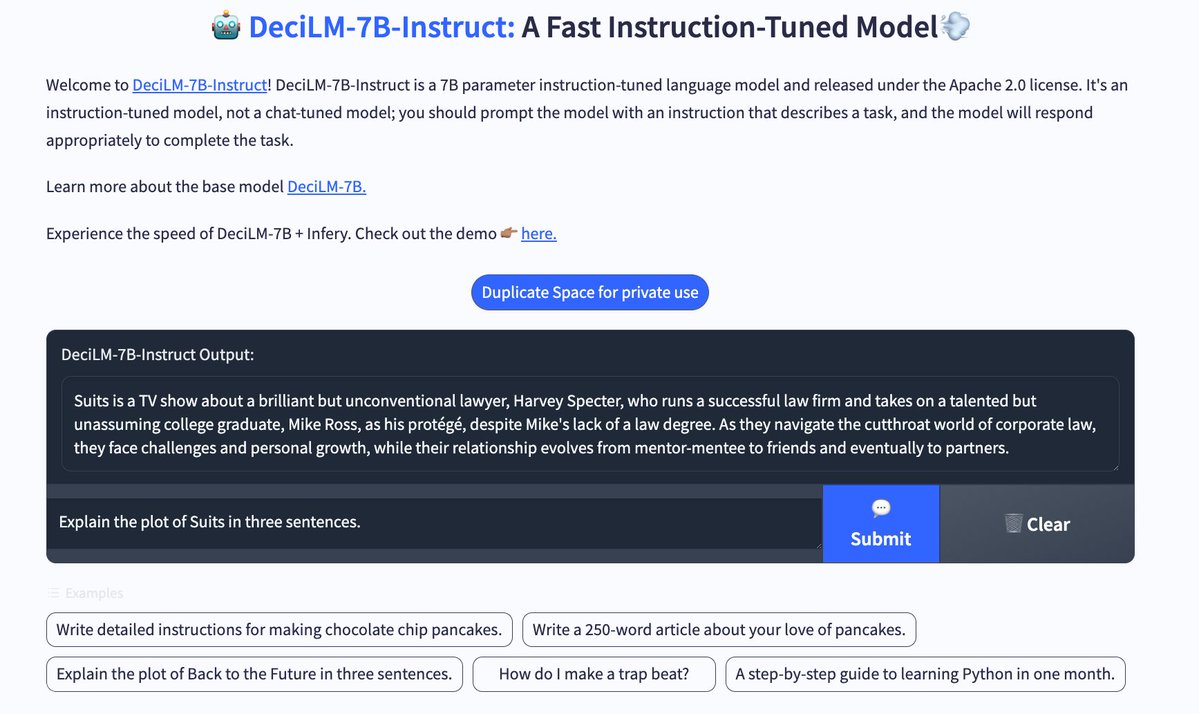 🤖 DeciLM-7B-Instruct: A Fast Instruction-Tuned Model💨
Welcome to DeciLM-7B-Instruct! DeciLM-7B-Instruct is a 7B parameter instruction-tuned language model and released under the Apache 2.0 license. It's an
instruction-tuned model, not a chat-tuned model; you should prompt the model with an instruction that describes a task, and the model will respond
appropriately to complete the task.
Learn more about the base model DeciLM-7B.
Experience the speed of DeciLM-7B + Infery. Check out the demo 👉🏽 here.
Duplicate Space for private use
DeciLM-7B-Instruct Output:
Suits is a TV show about a brilliant but unconventional lawyer, Harvey Specter, who runs a successful law firm and takes on a talented but
unassuming college graduate, Mike Ross, as his protégé, despite Mike's lack of a law degree. As they navigate the cutthroat world of corporate law,
they face challenges and personal growth, while their relationship evolves from mentor-mentee to friends and eventually to partners.
Explain the plot of Suits in three sentences.
💬
Submit
🗑️ Clear
Examples
Write detailed instructions for making chocolate chip pancakes.
Write a 250-word article about your love of pancakes.
Explain the plot of Back to the Future in three sentences.
How do I make a trap beat?
A step-by-step guide to learning Python in one month.